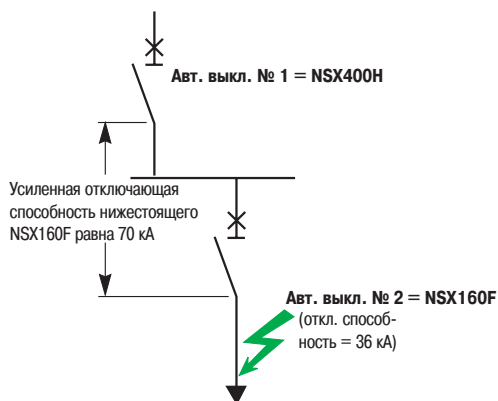 Авт. выкл. № 1 = NSX400H
Усиленная отключающая
способность нижестоящего
NSX160F равна 70 кА
Авт. выкл. № 2 = NSX160F
(откл. способ-
ность = 36 кА)